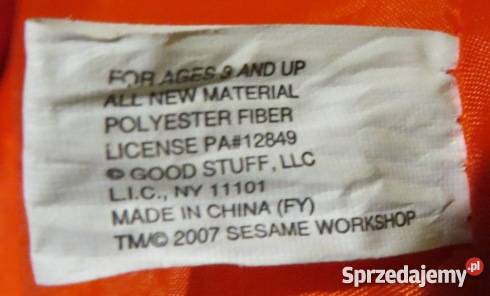 FOR AGES 3 AND UP
ALL NEW MATERIAL
POLYESTER FIBER
LICENSE PA#12849
© GOOD STUFF, LLC
L.I.C., NY 11101
MADE IN CHINA (FY)
TM/© 2007 SESAME WORKSHOP
Sprzedajemy.pl